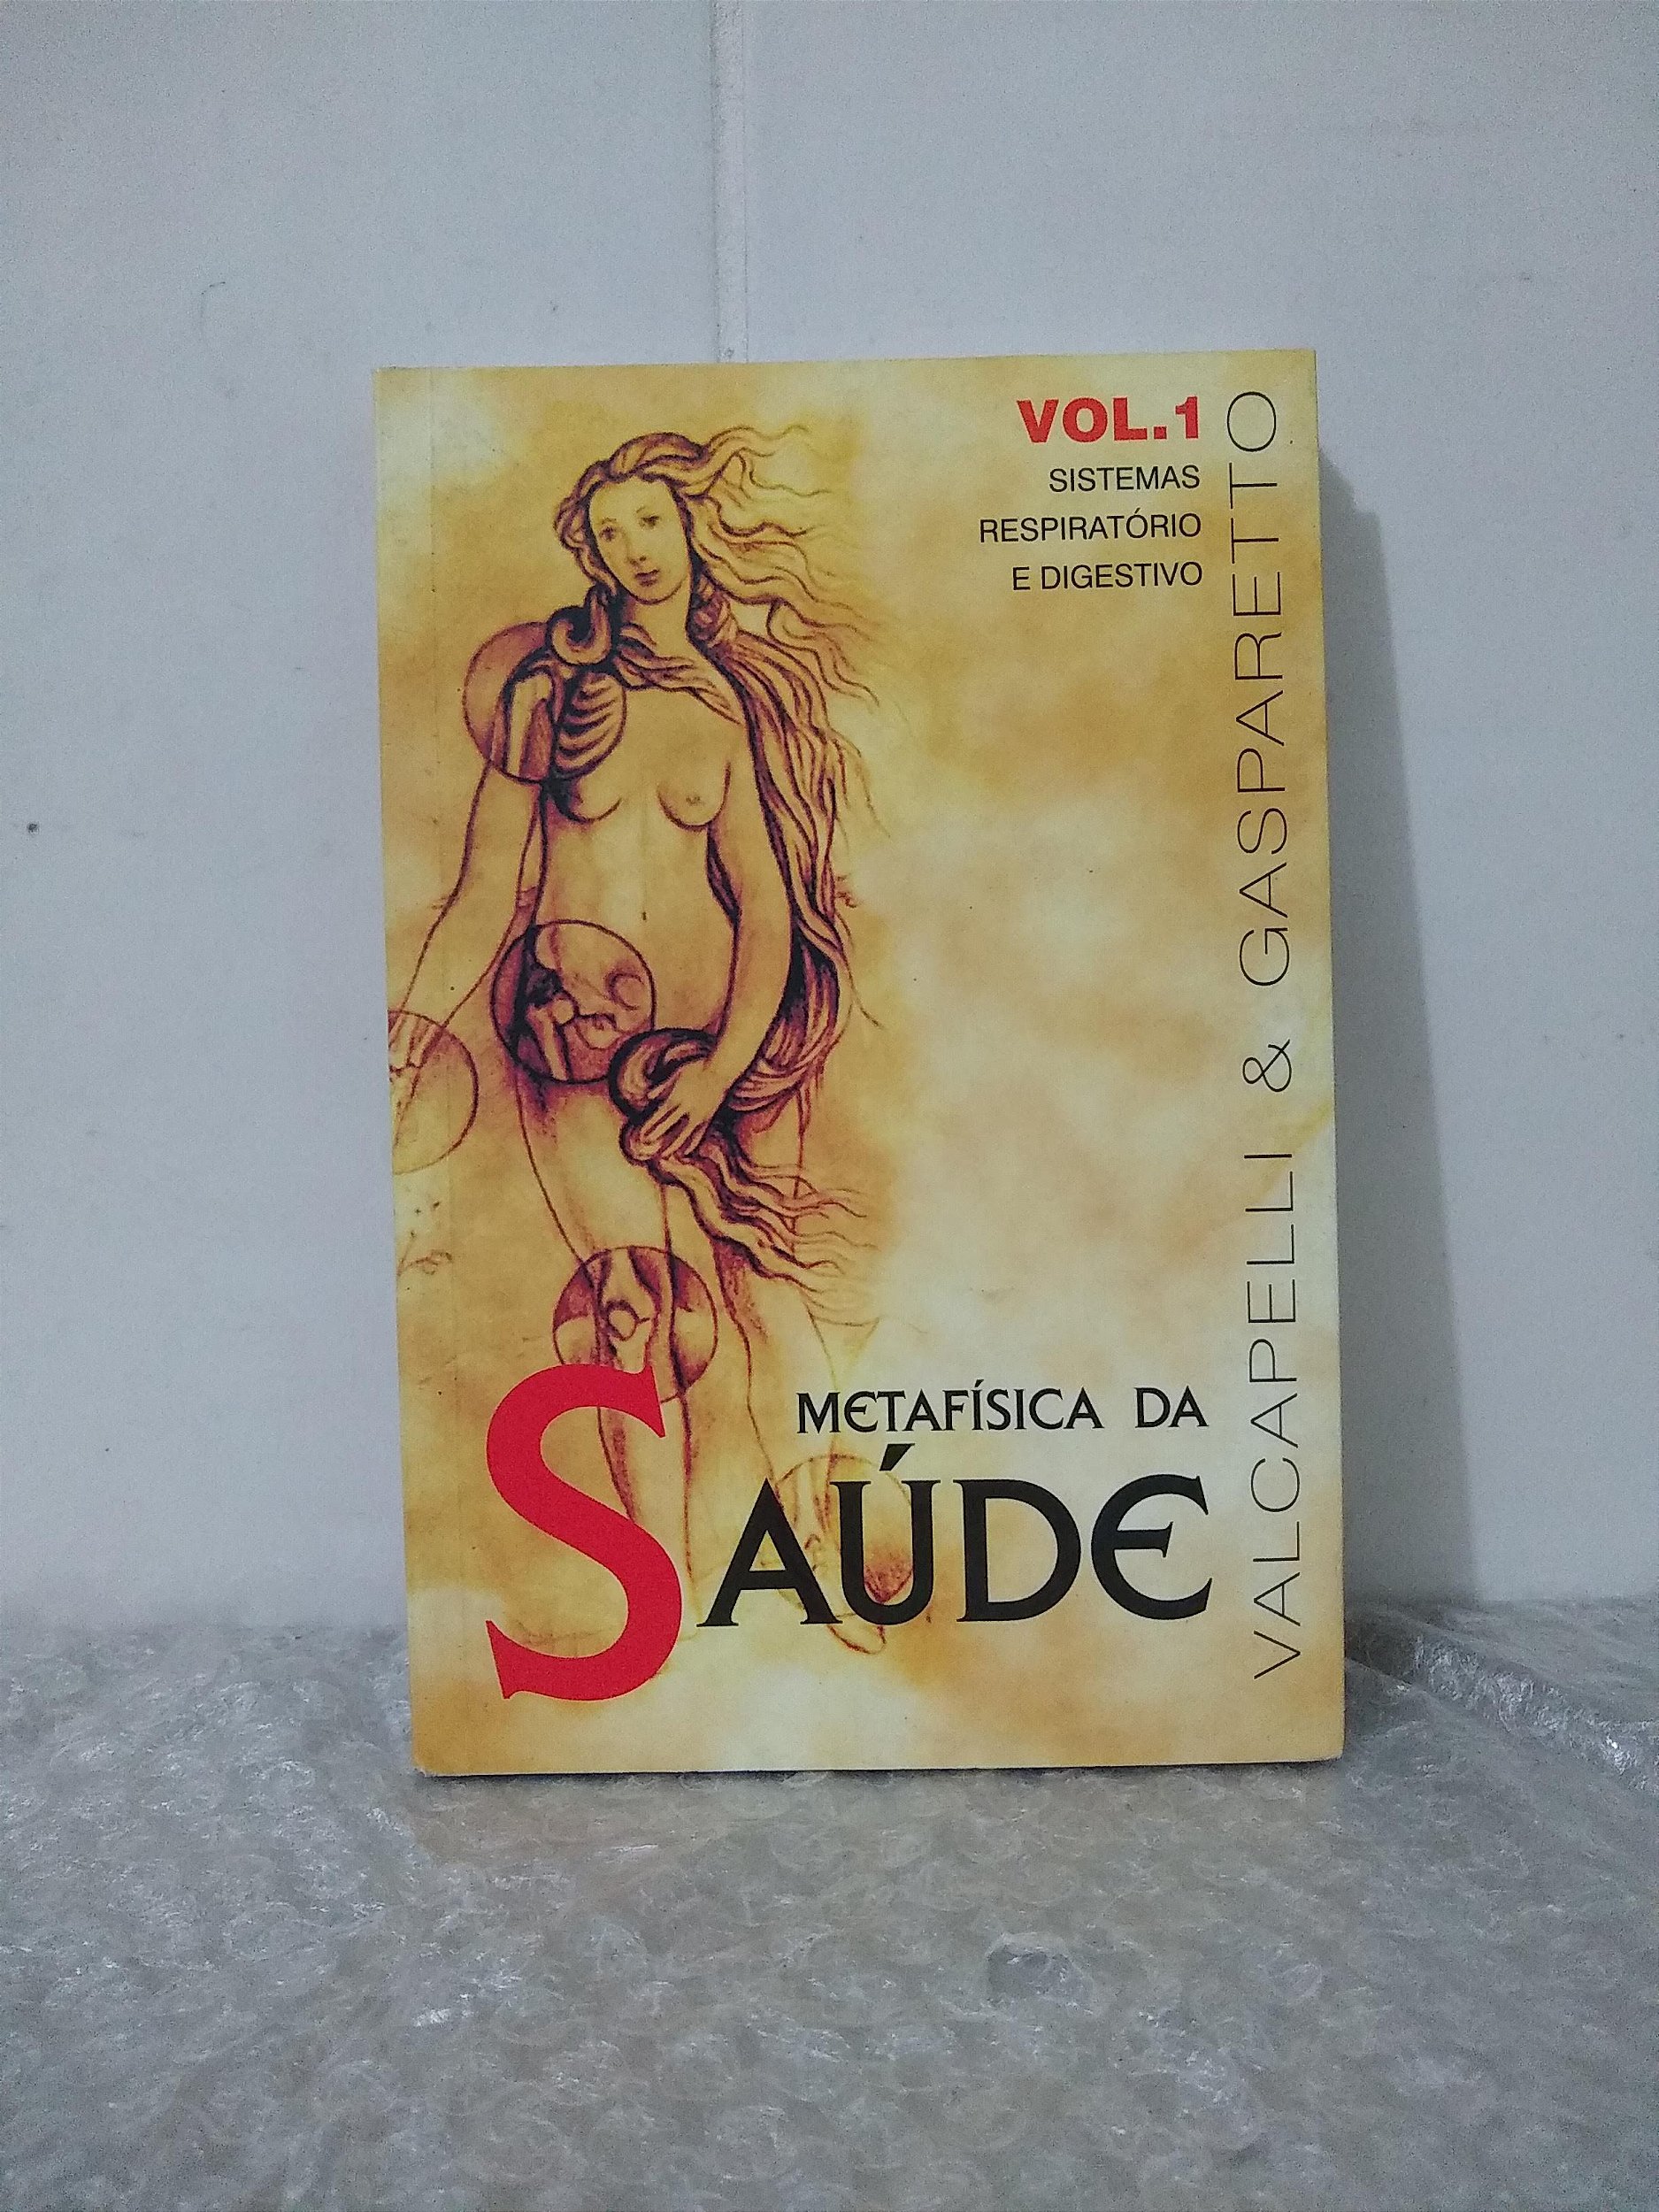 VOL.1
SISTEMAS
RESPIRATÓRIO
E DIGESTIVO
VALCAPELLI & GASPARETTO
METAFÍSICA DA
SAÚDE